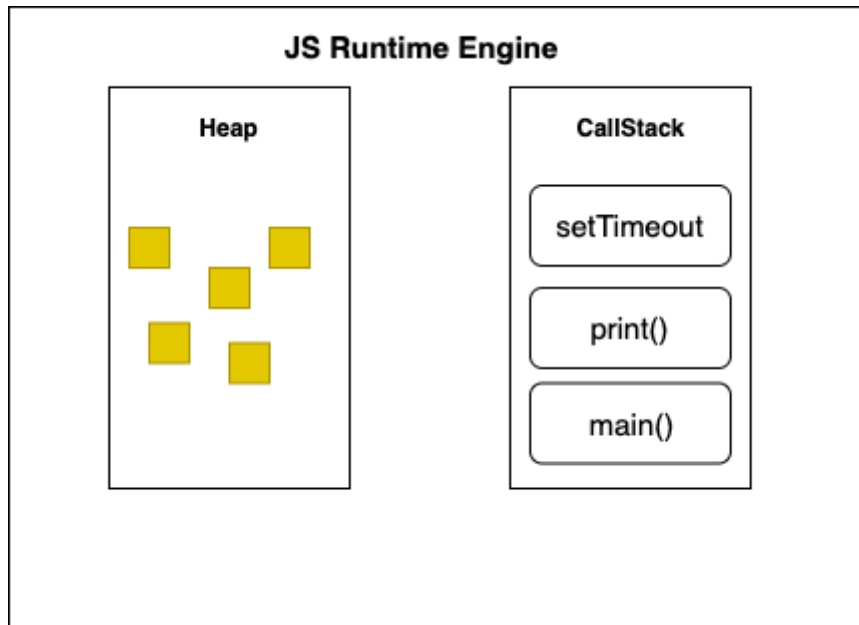 JS Runtime Engine
Heap
CallStack
setTimeout
print()
main()